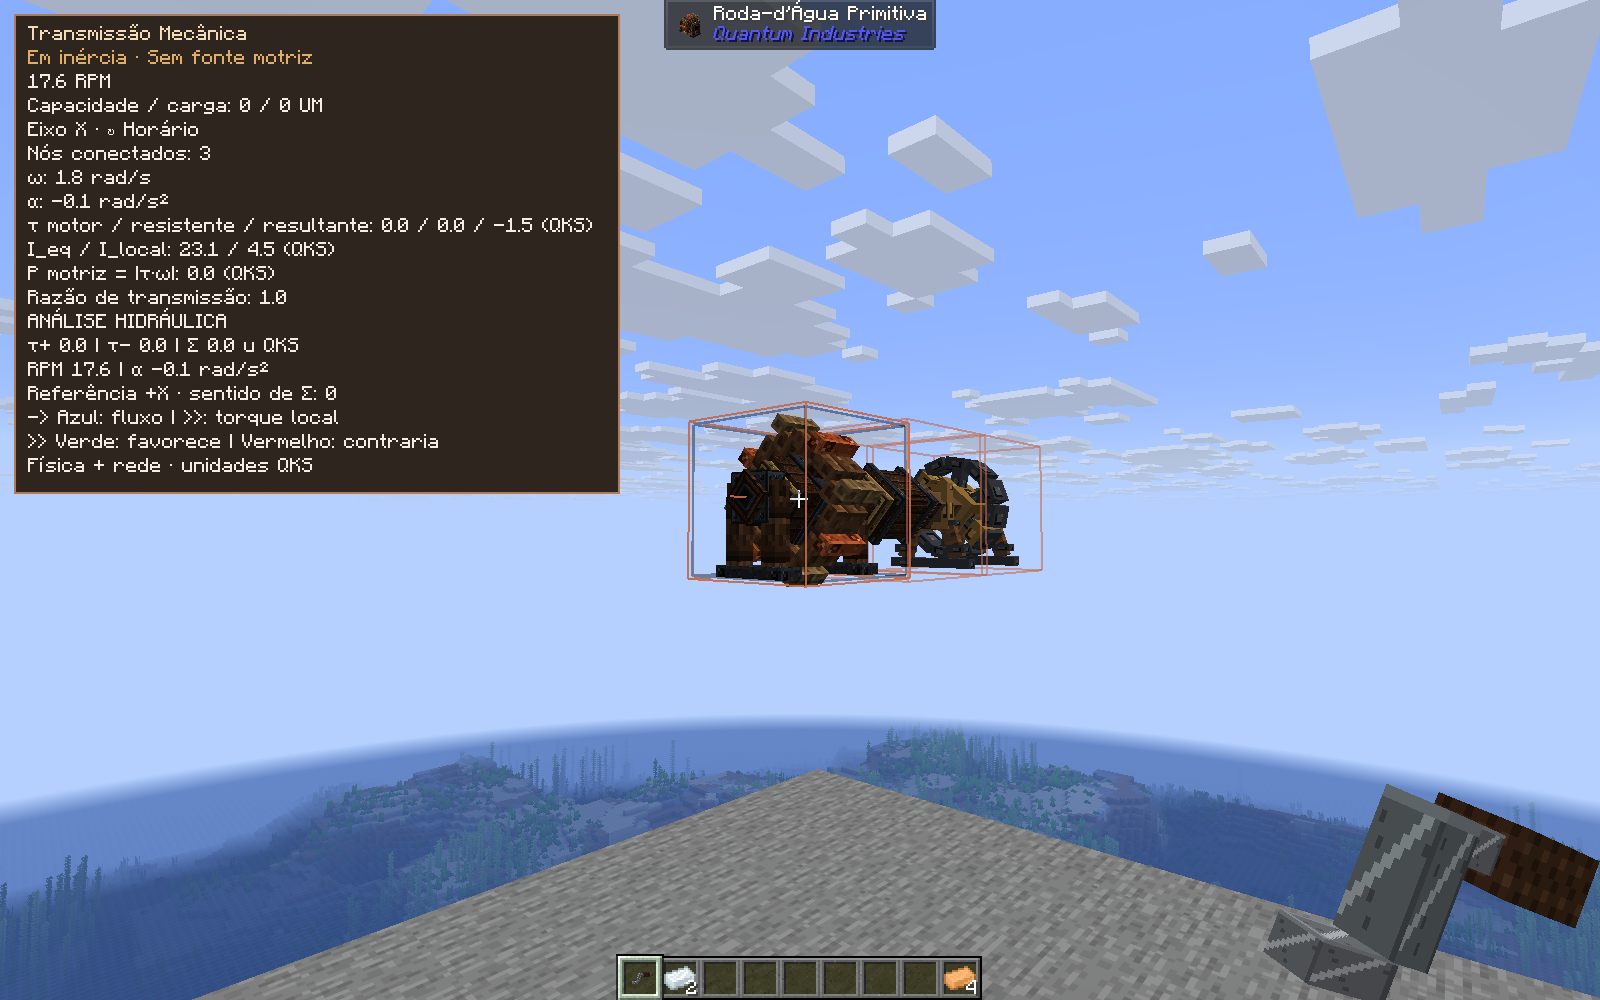 Transmissão Mecânica
Em inércia · Sem fonte motriz
17.6 RPM
Capacidade / carga: 0 / 0 UM
Eixo X · ↻ Horário
Nós conectados: 3
ω: 1.8 rad/s
α: -0.1 rad/s²
τ motor / resistente / resultante: 0.0 / 0.0 / -1.5 (QKS)
I_eq / I_local: 23.1 / 4.5 (QKS)
P motriz = |τ·ω|: 0.0 (QKS)
Razão de transmissão: 1.0
ANÁLISE HIDRÁULICA
τ+ 0.0 | τ- 0.0 | Σ 0.0 u QKS
RPM 17.6 | α -0.1 rad/s²
Referência +X · sentido de Σ: 0
-> Azul: fluxo | >>: torque local
>> Verde: favorece | Vermelho: contraria
Física + rede · unidades QKS
Roda-d'Água Primitiva
Quantum Industries
2
4